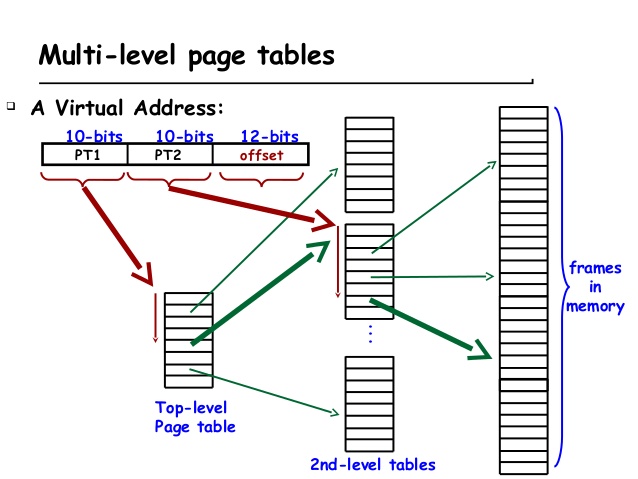 Multi-level page tables
A Virtual Address:
10-bits 10-bits 12-bits
PT1 PT2 offset
frames
in
memory
Top-level
Page table
2nd-level tables